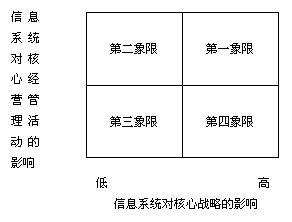 信息
系统
对核
心经
营管
理活
动的
影响
第二象限 第一象限
第三象限 第四象限
低 高
信息系统对核心战略的影响